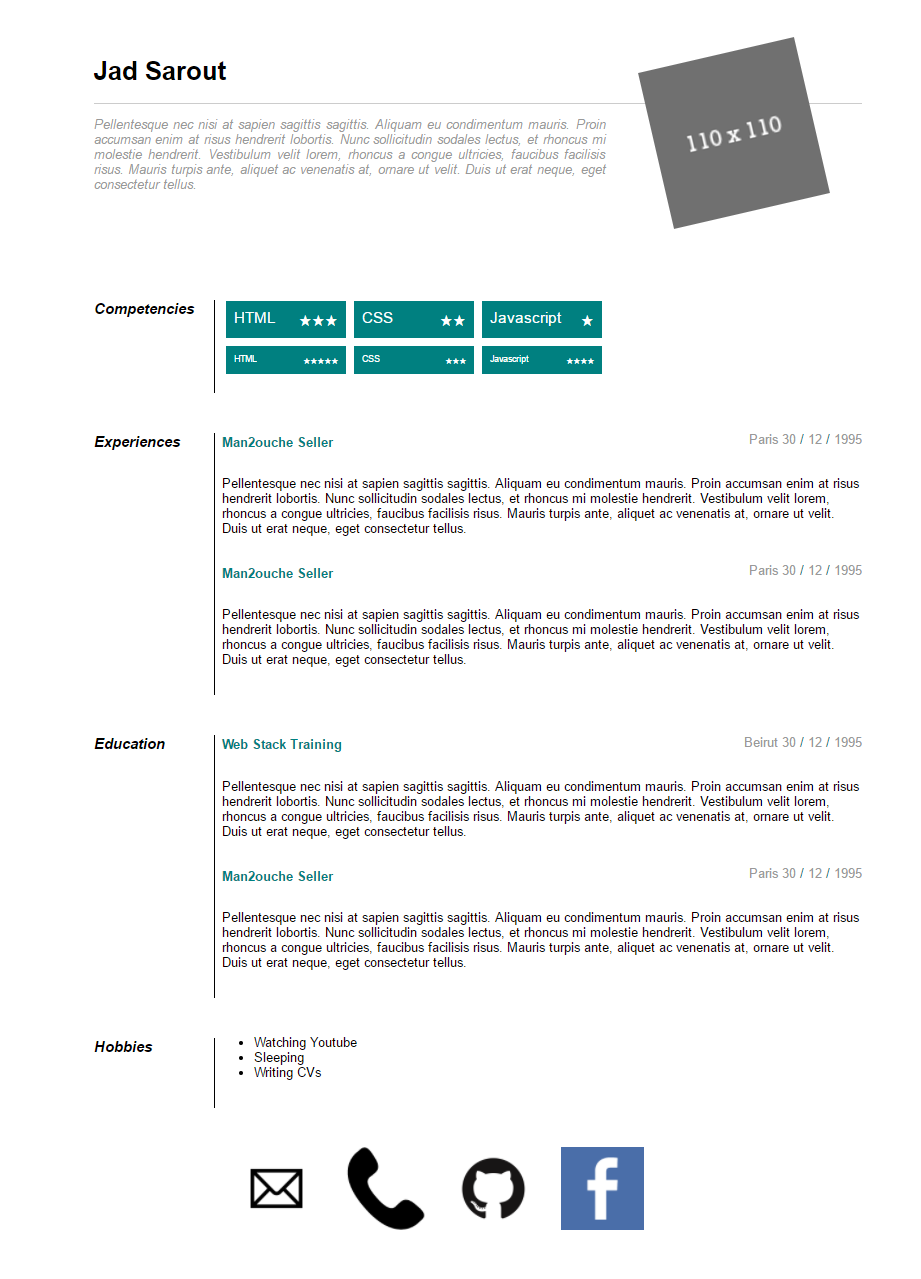 Jad Sarout
110 x 110
Pellentesque nec nisi at sapien sagittis sagittis. Aliquam eu condimentum mauris. Proin
accumsan enim at risus hendrerit lobortis. Nunc sollicitudin sodales lectus, et rhoncus mi
molestie hendrerit. Vestibulum velit lorem, rhoncus a congue ultricies, faucibus facilisis
risus. Mauris turpis ante, aliquet ac venenatis at, ornare ut velit. Duis ut erat neque, eget
consectetur tellus.
Competencies
HTML ★★★ CSS ★★ Javascript ★
HTML ★★★★★ CSS ★★★ Javascript ★★★★
Experiences
Man2ouche Seller Paris 30 / 12 / 1995
Pellentesque nec nisi at sapien sagittis sagittis. Aliquam eu condimentum mauris. Proin accumsan enim at risus
hendrerit lobortis. Nunc sollicitudin sodales lectus, et rhoncus mi molestie hendrerit. Vestibulum velit lorem,
rhoncus a congue ultricies, faucibus facilisis risus. Mauris turpis ante, aliquet ac venenatis at, ornare ut velit.
Duis ut erat neque, eget consectetur tellus.
Man2ouche Seller Paris 30 / 12 / 1995
Pellentesque nec nisi at sapien sagittis sagittis. Aliquam eu condimentum mauris. Proin accumsan enim at risus
hendrerit lobortis. Nunc sollicitudin sodales lectus, et rhoncus mi molestie hendrerit. Vestibulum velit lorem,
rhoncus a congue ultricies, faucibus facilisis risus. Mauris turpis ante, aliquet ac venenatis at, ornare ut velit.
Duis ut erat neque, eget consectetur tellus.
Education
Web Stack Training Beirut 30 / 12 / 1995
Pellentesque nec nisi at sapien sagittis sagittis. Aliquam eu condimentum mauris. Proin accumsan enim at risus
hendrerit lobortis. Nunc sollicitudin sodales lectus, et rhoncus mi molestie hendrerit. Vestibulum velit lorem,
rhoncus a congue ultricies, faucibus facilisis risus. Mauris turpis ante, aliquet ac venenatis at, ornare ut velit.
Duis ut erat neque, eget consectetur tellus.
Man2ouche Seller Paris 30 / 12 / 1995
Pellentesque nec nisi at sapien sagittis sagittis. Aliquam eu condimentum mauris. Proin accumsan enim at risus
hendrerit lobortis. Nunc sollicitudin sodales lectus, et rhoncus mi molestie hendrerit. Vestibulum velit lorem,
rhoncus a congue ultricies, faucibus facilisis risus. Mauris turpis ante, aliquet ac venenatis at, ornare ut velit.
Duis ut erat neque, eget consectetur tellus.
Hobbies
• Watching Youtube
• Sleeping
• Writing CVs
f